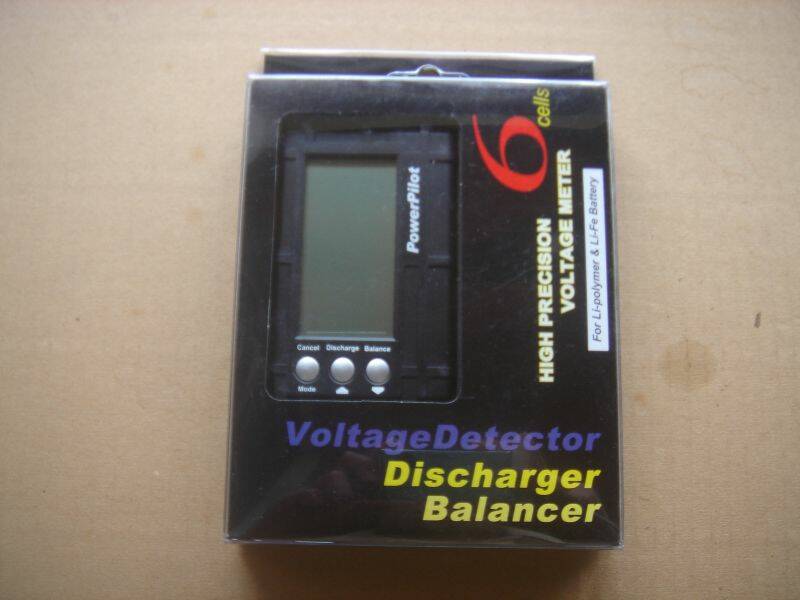 6 cells
HIGH PRECISION
VOLTAGE METER
For Li-polymer & Li-Fe Battery
PowerPilot
Cancel Discharge Balance
Mode
VoltageDetector
Discharger
Balancer